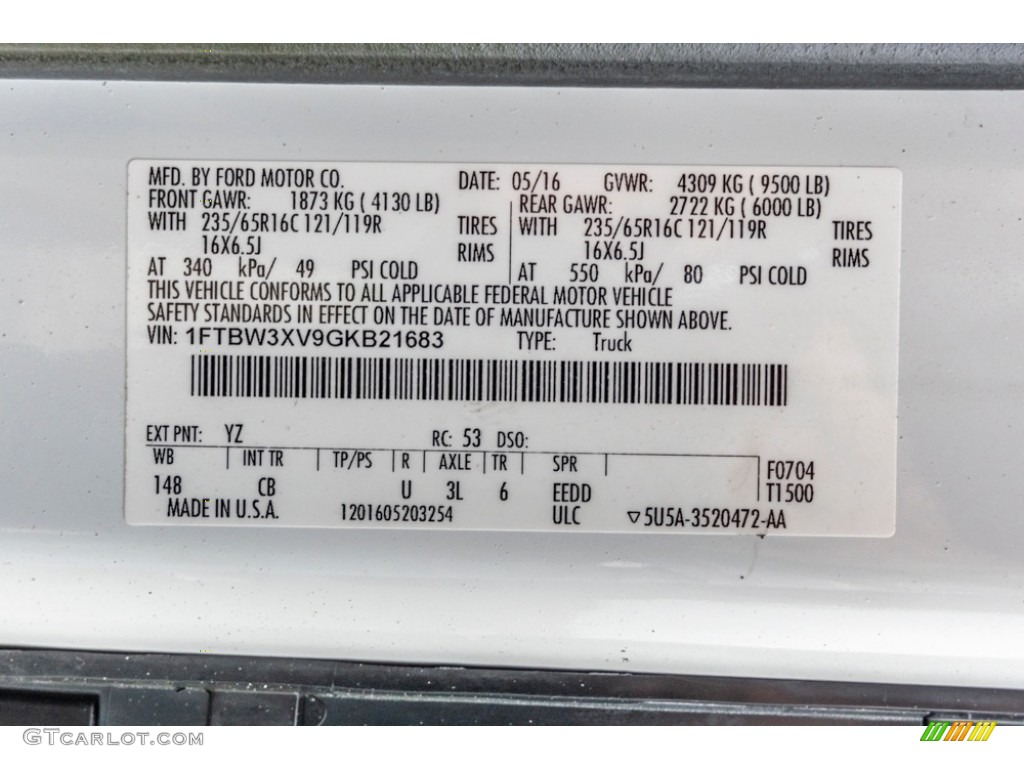 MFD. BY FORD MOTOR CO. DATE: 05/16 GVWR: 4309 KG ( 9500 LB)
FRONT GAWR: 1873 KG ( 4130 LB) REAR GAWR: 2722 KG ( 6000 LB)
WITH 235/65R16C 121/119R TIRES WITH 235/65R16C 121/119R TIRES
16X6.5J RIMS 16X6.5J RIMS
AT 340 kPa/ 49 PSI COLD AT 550 kPa/ 80 PSI COLD
THIS VEHICLE CONFORMS TO ALL APPLICABLE FEDERAL MOTOR VEHICLE
SAFETY STANDARDS IN EFFECT ON THE DATE OF MANUFACTURE SHOWN ABOVE.
VIN: 1FTBW3XV9GKB21683 TYPE: Truck
EXT PNT: YZ RC: 53 DSO:
WB INT TR TP/PS R AXLE TR SPR F0704
148 CB U 3L 6 EEDD T1500
MADE IN U.S.A. 1201605203254 ULC ▽5U5A-3520472-AA
GTCarlot.com